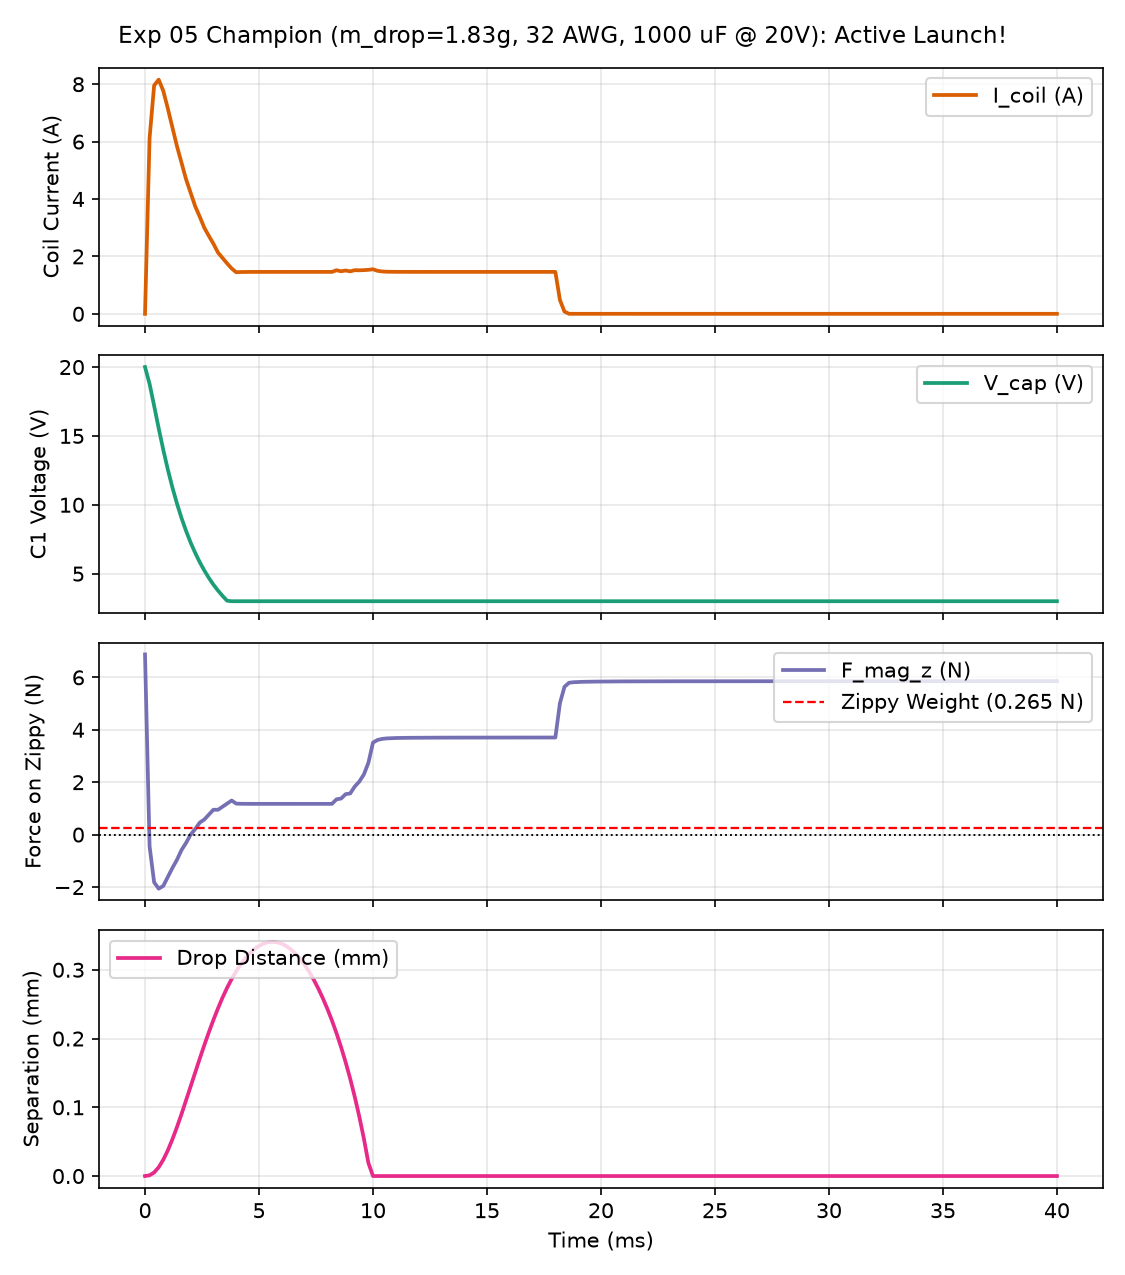 Exp 05 Champion (m_drop=1.83g, 32 AWG, 1000 uF @ 20V): Active Launch!
Coil Current (A)
8
6
4
2
0
I_coil (A)
C1 Voltage (V)
20
15
10
5
V_cap (V)
Force on Zippy (N)
6
4
2
0
−2
F_mag_z (N)
Zippy Weight (0.265 N)
Separation (mm)
0.3
0.2
0.1
0.0
Drop Distance (mm)
0 5 10 15 20 25 30 35 40
Time (ms)